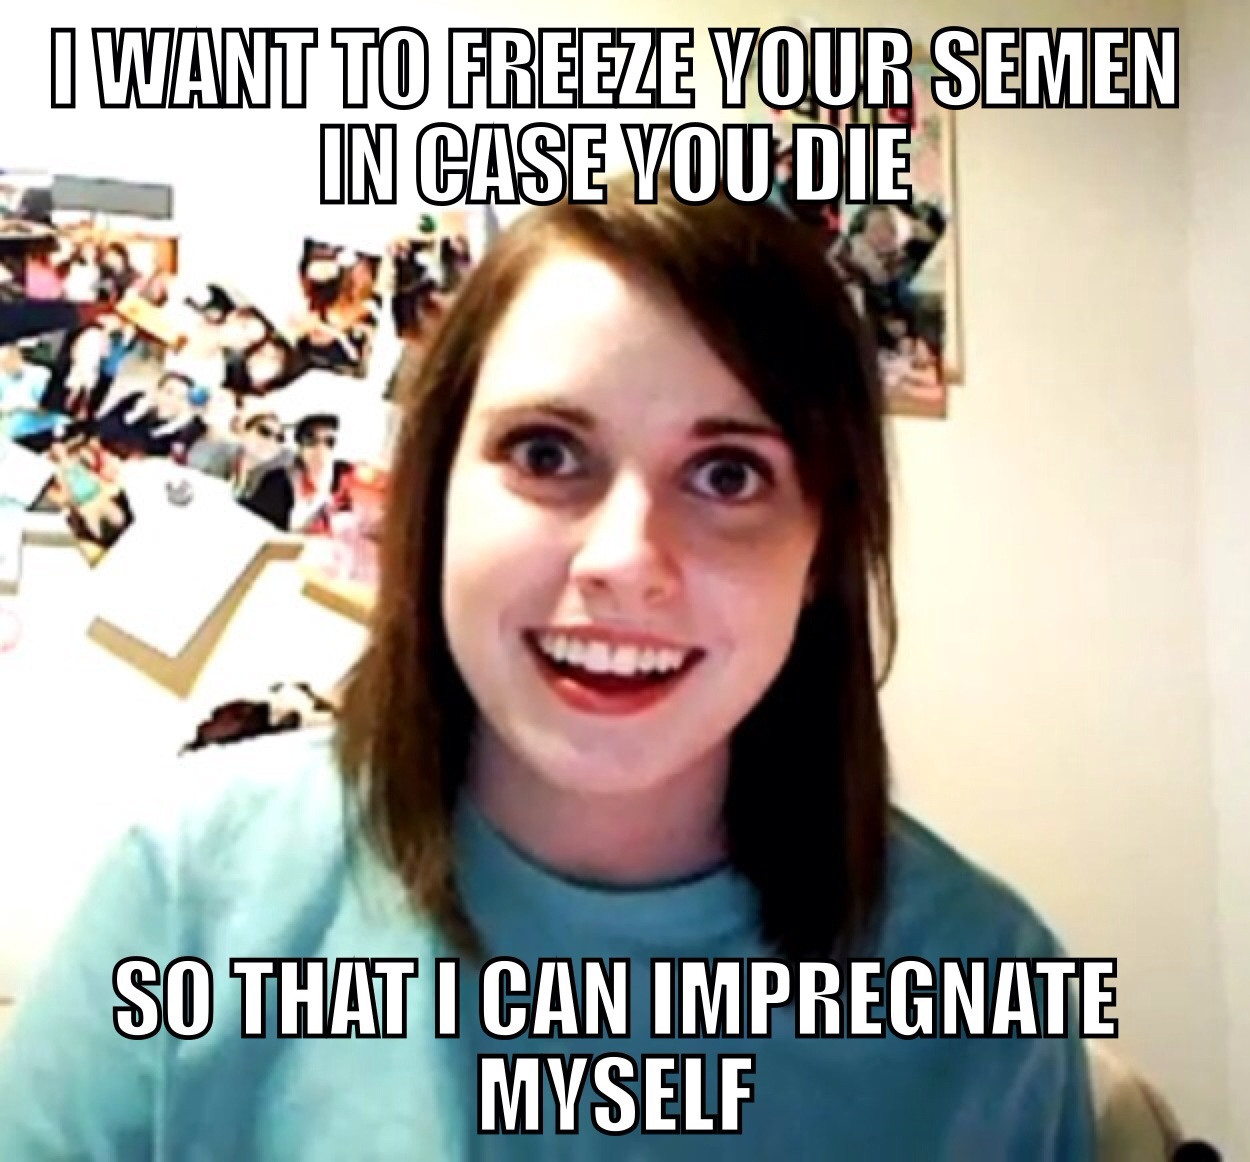 I WANT TO FREEZE YOUR SEMEN
IN CASE YOU DIE
SO THAT I CAN IMPREGNATE
MYSELF